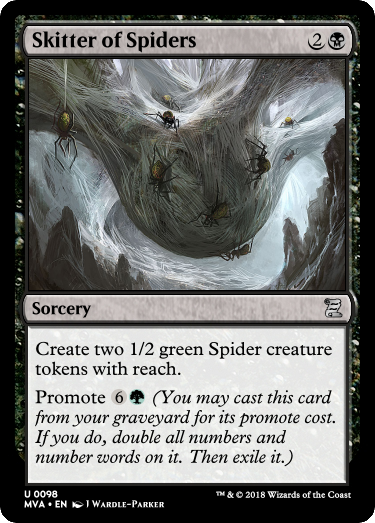 Skitter of Spiders 2
Sorcery
Create two 1/2 green Spider creature
tokens with reach.
Promote 6 (You may cast this card
from your graveyard for its promote cost.
If you do, double all numbers and
number words on it. Then exile it.)
U 0098
MVA • EN J WARDLE-PARKER
™ & © 2018 Wizards of the Coast